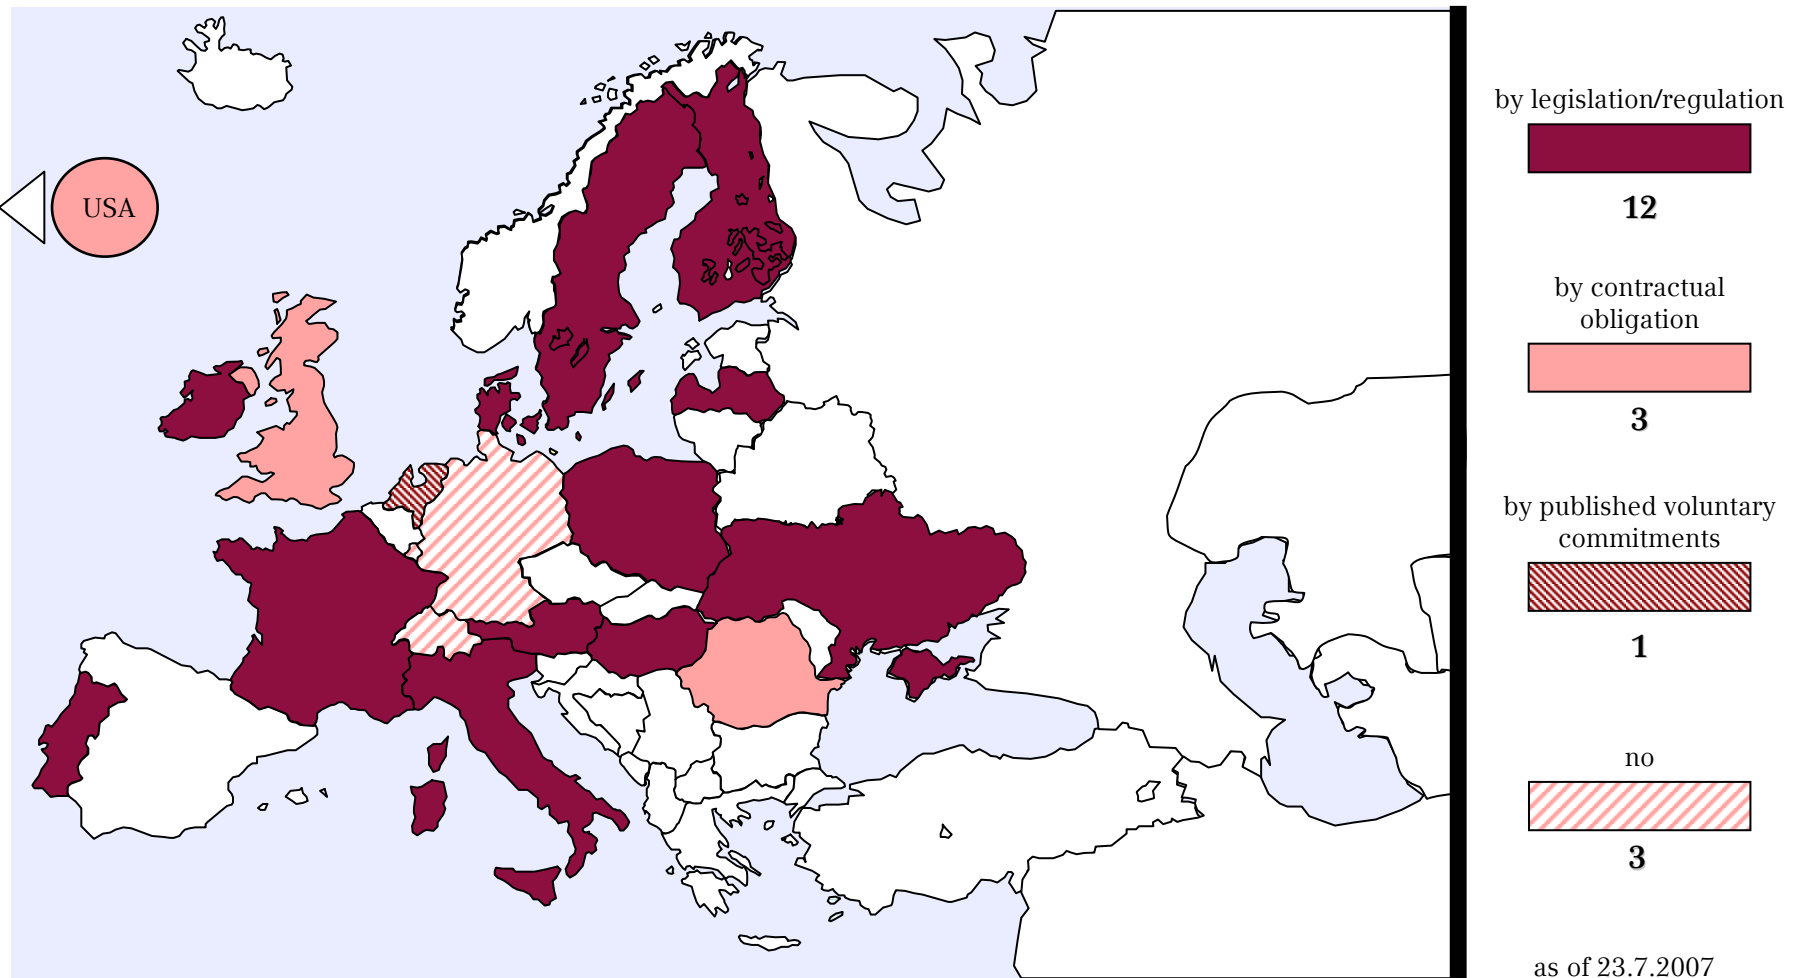 USA
by legislation/regulation
12
by contractual
obligation
3
by published voluntary
commitments
1
no
3
as of 23.7.2007